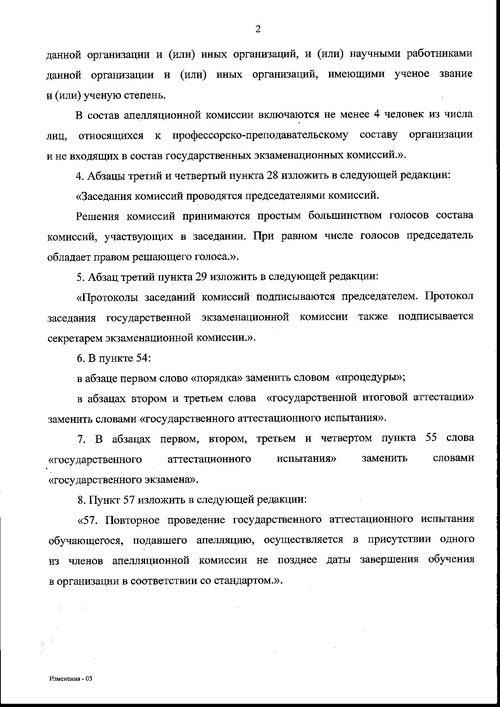 2
данной организации и (или) иных организаций, и (или) научными работниками
данной организации и (или) иных организаций, имеющими ученое звание
и (или) ученую степень.
В состав апелляционной комиссии включаются не менее 4 человек из числа
лиц, относящихся к профессорско-преподавательскому составу организации
и не входящих в состав государственных экзаменационных комиссий.».
4. Абзацы третий и четвертый пункта 28 изложить в следующей редакции:
«Заседания комиссий проводятся председателями комиссий.
Решения комиссий принимаются простым большинством голосов состава
комиссий, участвующих в заседании. При равном числе голосов председатель
обладает правом решающего голоса.».
5. Абзац третий пункта 29 изложить в следующей редакции:
«Протоколы заседаний комиссий подписываются председателем. Протокол
заседания государственной экзаменационной комиссии также подписывается
секретарем экзаменационной комиссии.».
6. В пункте 54:
в абзаце первом слово «порядка» заменить словом «процедуры»;
в абзацах втором и третьем слова «государственной итоговой аттестации»
заменить словами «государственного аттестационного испытания».
7. В абзацах первом, втором, третьем и четвертом пункта 55 слова
«государственного аттестационного испытания» заменить словами
«государственного экзамена».
8. Пункт 57 изложить в следующей редакции:
«57. Повторное проведение государственного аттестационного испытания
обучающегося, подавшего апелляцию, осуществляется в присутствии одного
из членов апелляционной комиссии не позднее даты завершения обучения
в организации в соответствии со стандартом.».
Изменения - 05